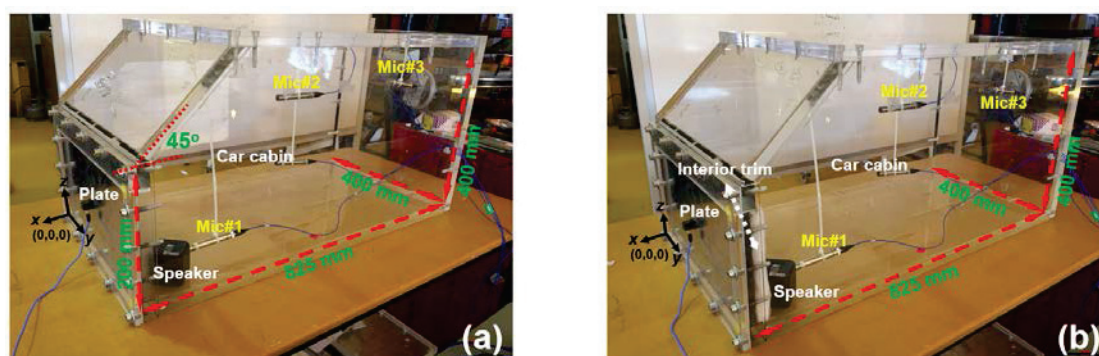 Mic#3
Mic#2
45°
Car cabin
400 mm
400 mm
Plate
z
x
(0,0,0)
y
Mic#1
200 mm
825 mm
Speaker
(a)
Mic#3
Mic#2
Car cabin
Interior trim
400 mm
400 mm
Plate
z
x
(0,0,0)
y
Mic#1
825 mm
Speaker
(b)